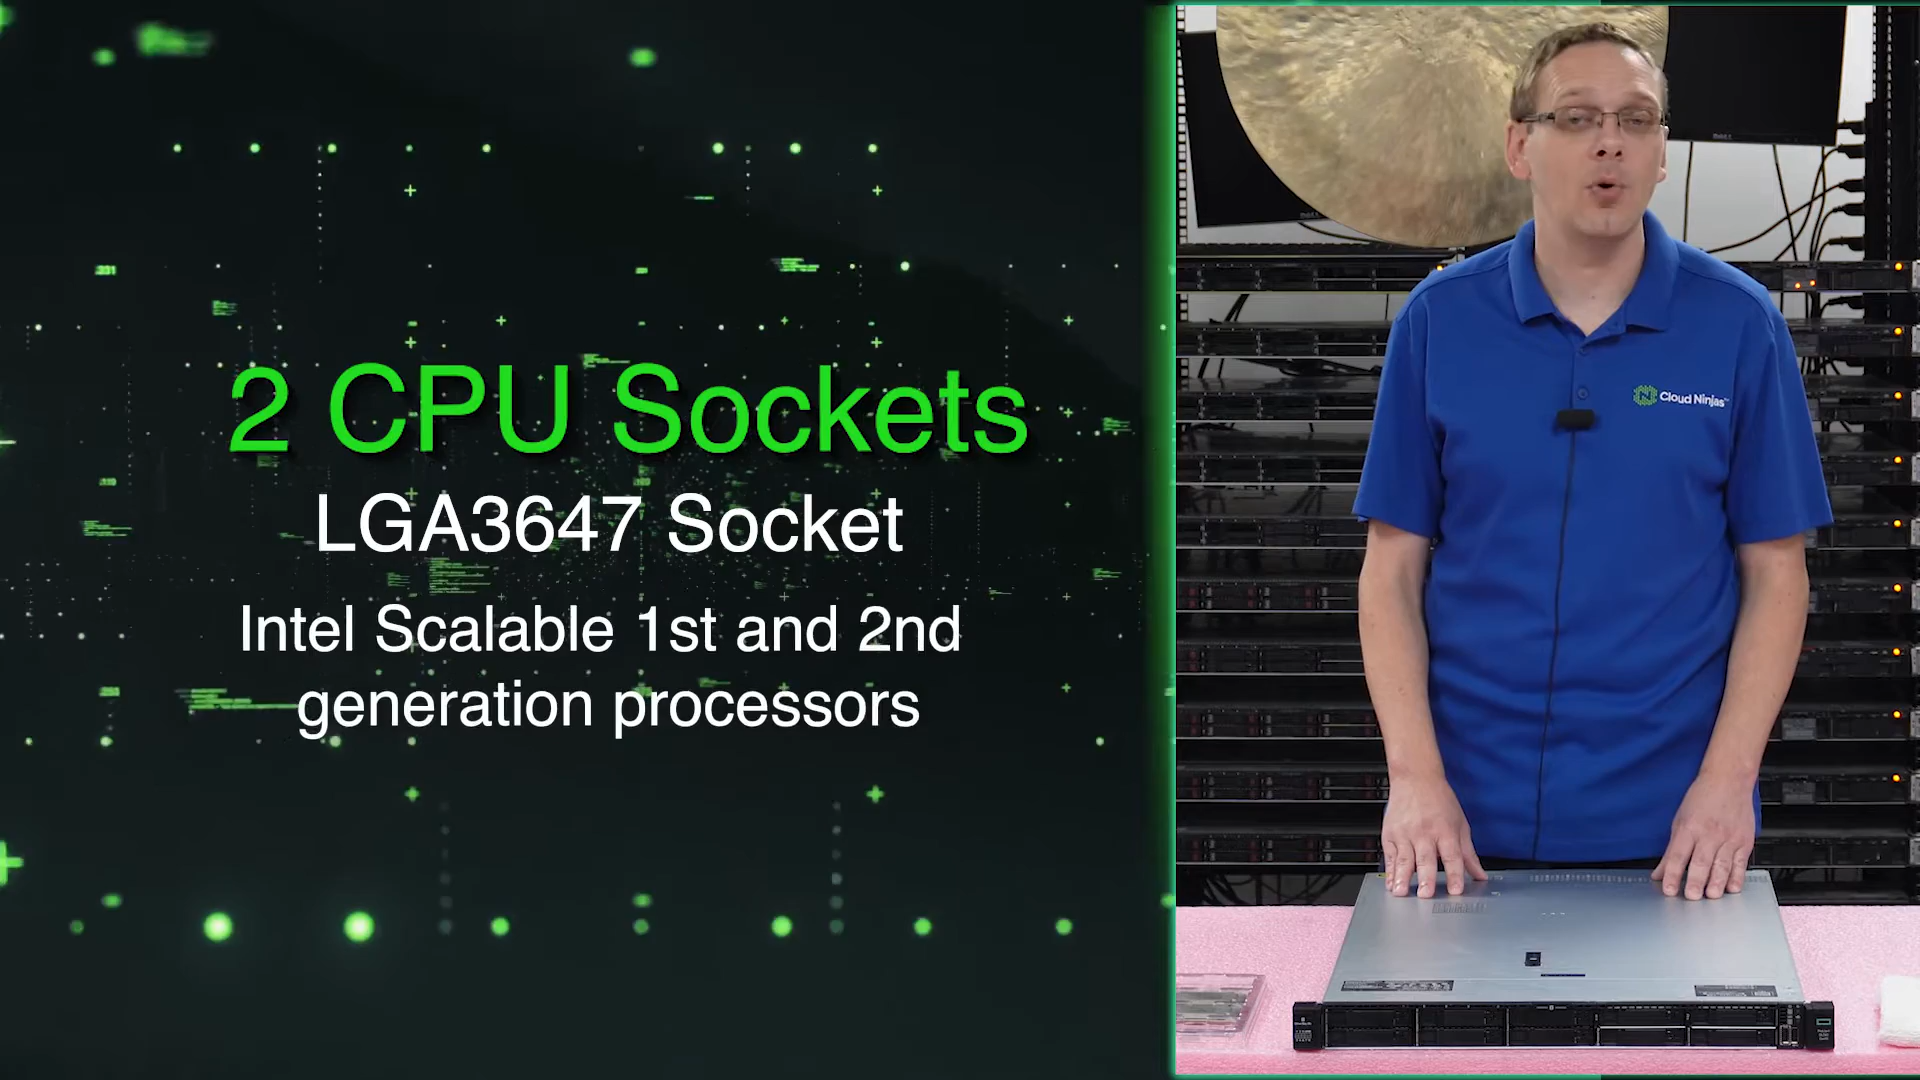 2 CPU Sockets
LGA3647 Socket
Intel Scalable 1st and 2nd
generation processors
Cloud Ninjas